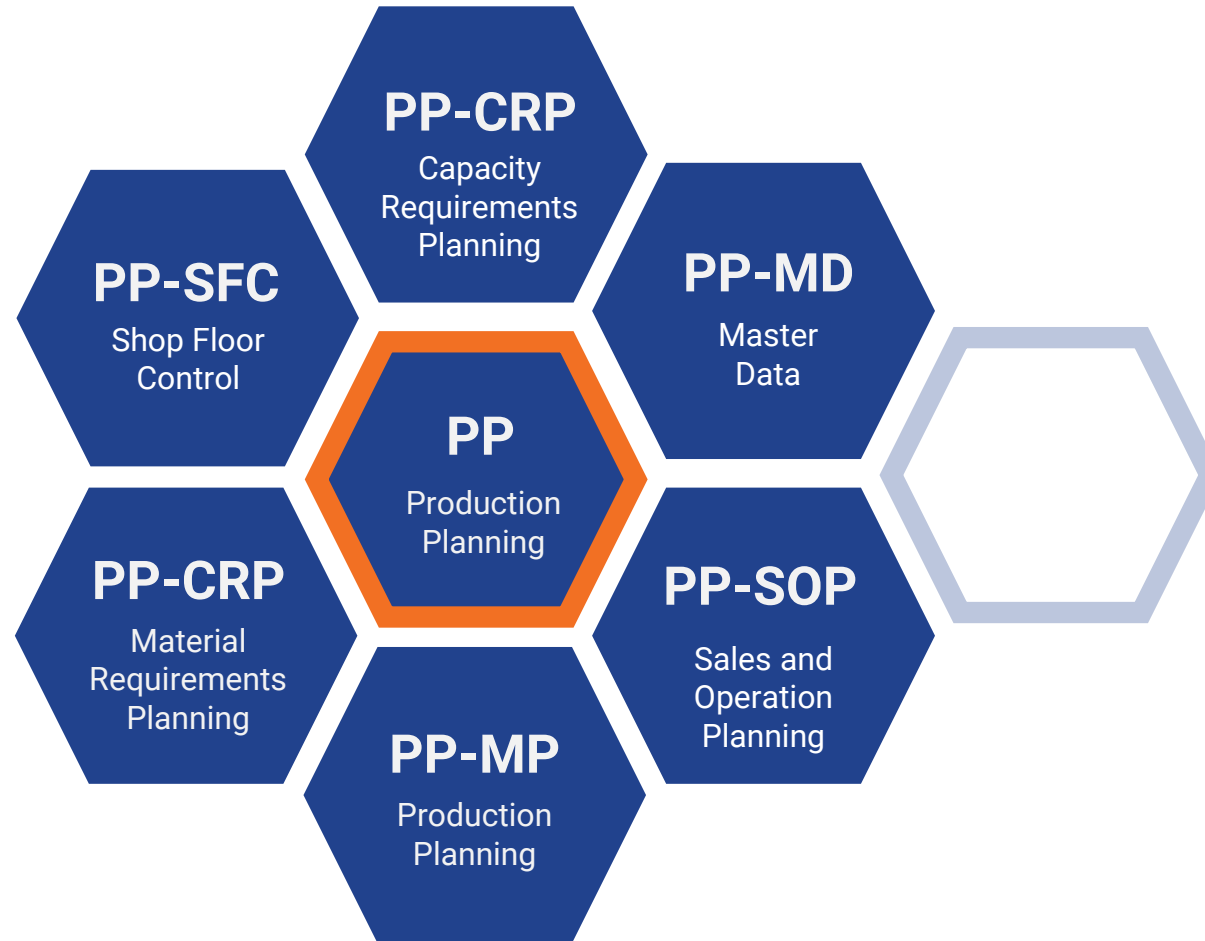 PP-CRP
Capacity
Requirements
Planning
PP-SFC
Shop Floor
Control
PP-MD
Master
Data
PP
Production
Planning
PP-CRP
Material
Requirements
Planning
PP-SOP
Sales and
Operation
Planning
PP-MP
Production
Planning